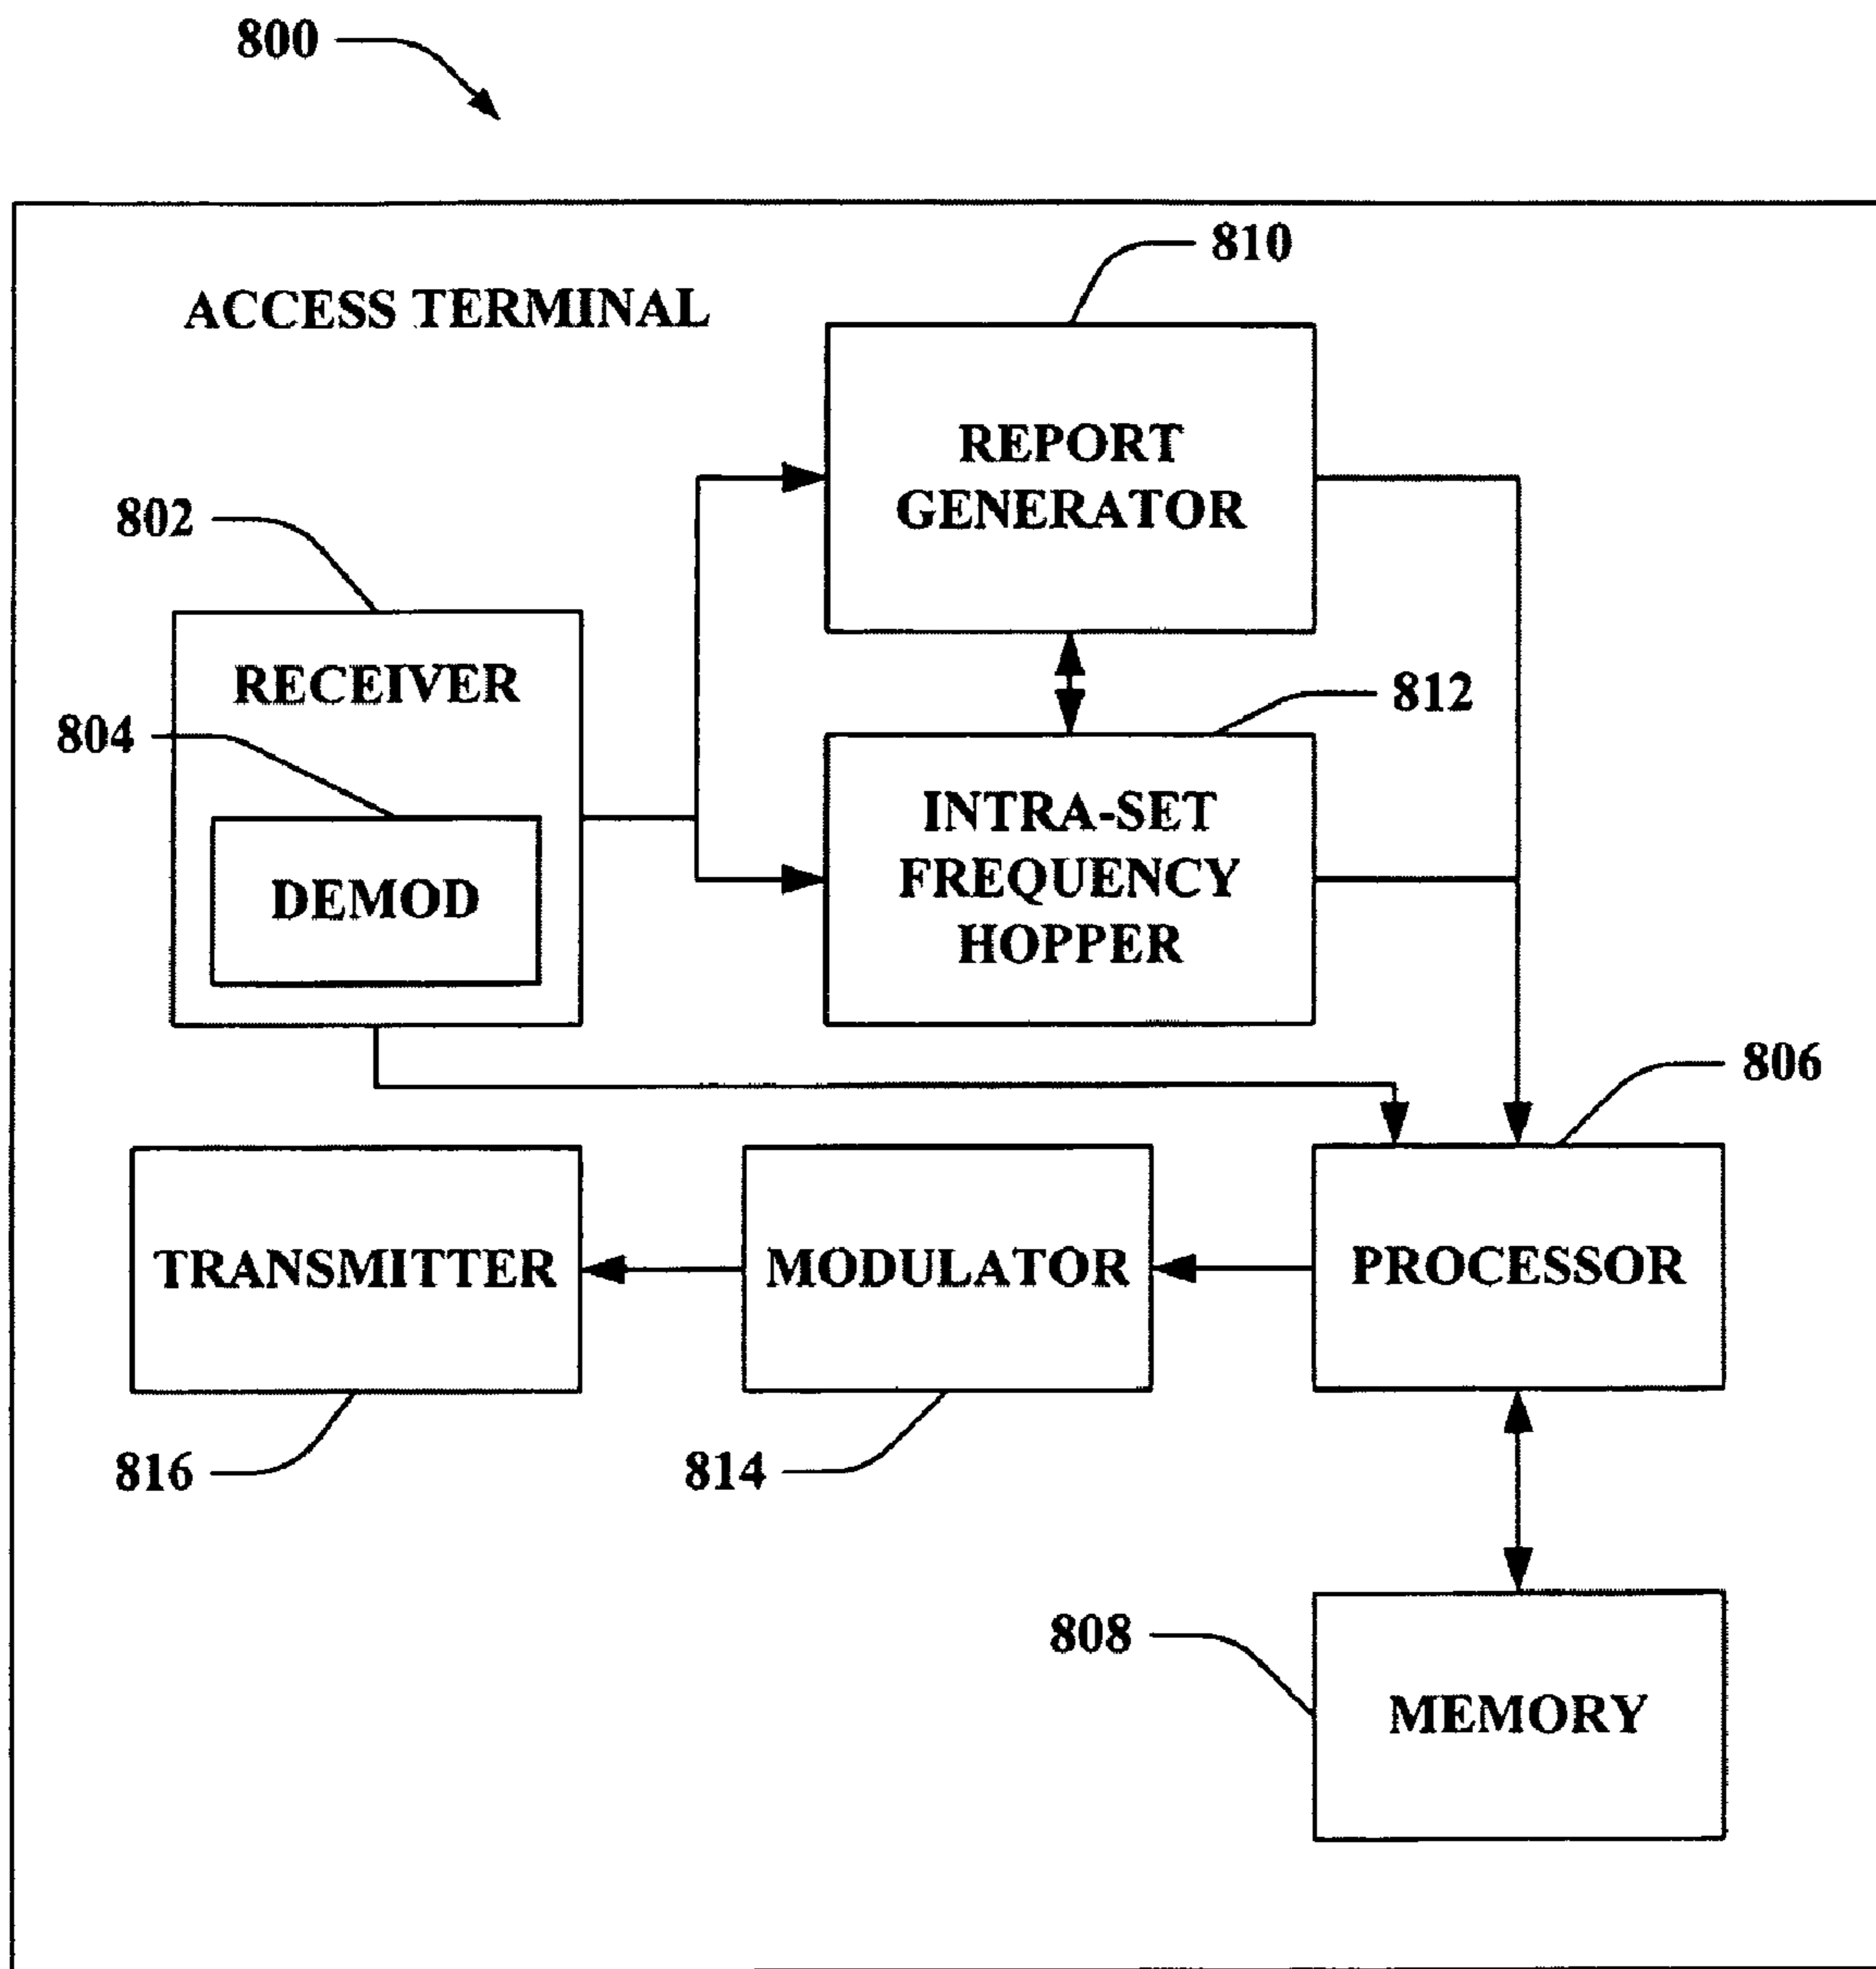 800
810
ACCESS TERMINAL
REPORT
GENERATOR
802
RECEIVER
812
804
DEMOD
INTRA-SET
FREQUENCY
HOPPER
806
TRANSMITTER
MODULATOR
PROCESSOR
816
814
808
MEMORY